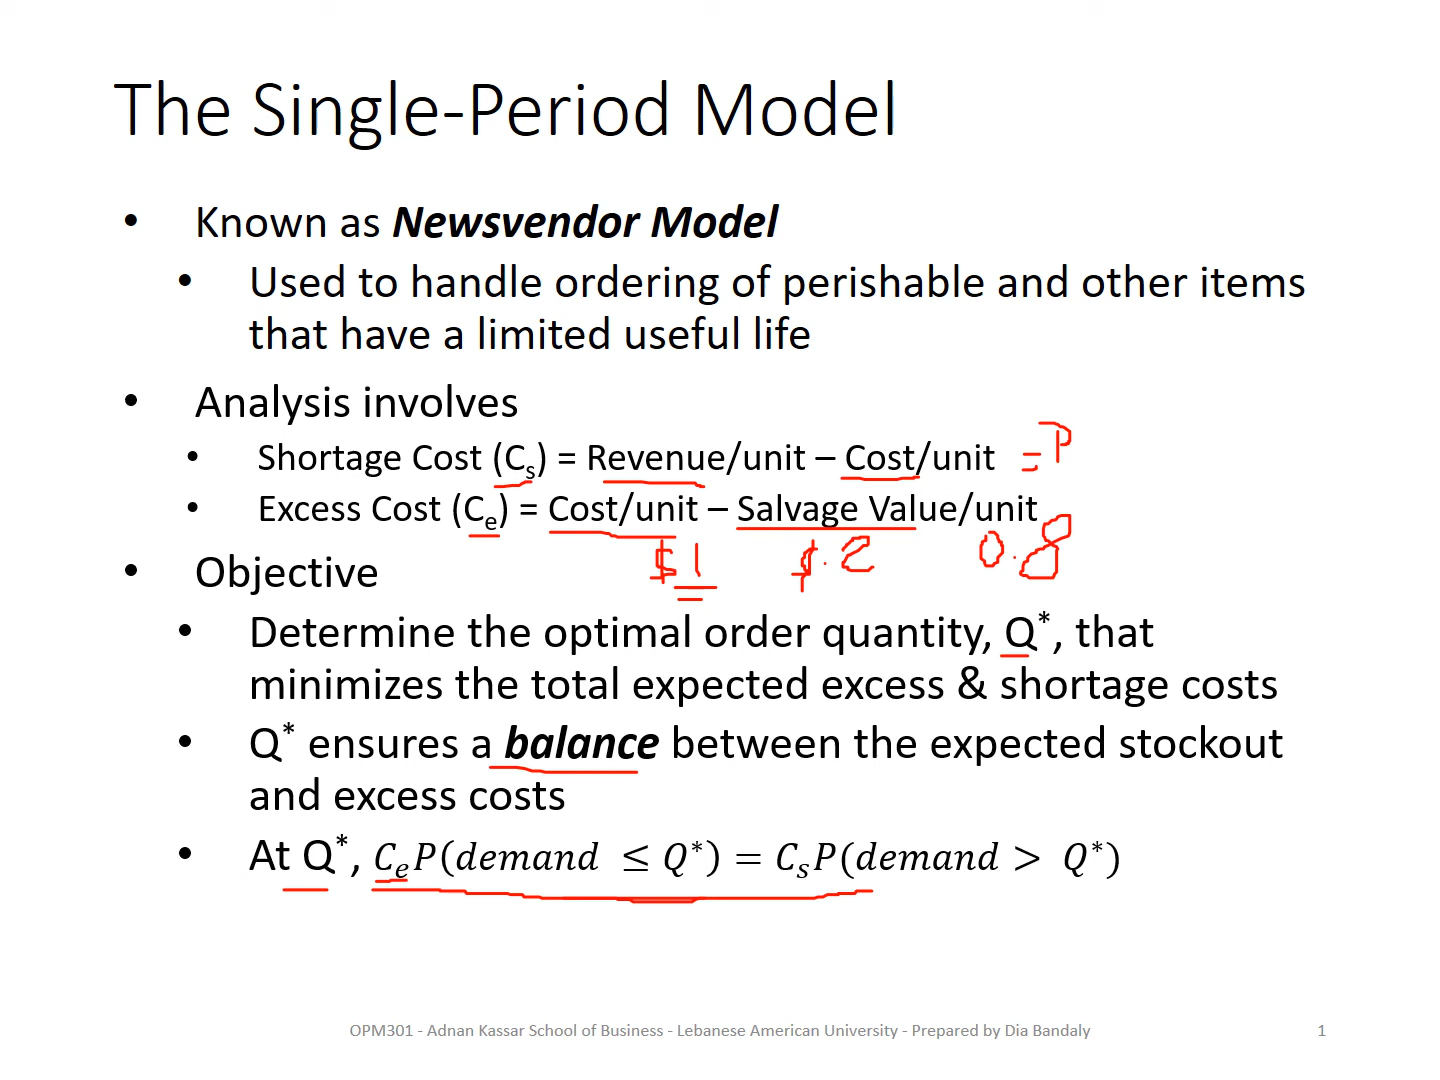 The Single-Period Model
• Known as Newsvendor Model
• Used to handle ordering of perishable and other items
that have a limited useful life
• Analysis involves
• Shortage Cost (Cs) = Revenue/unit – Cost/unit = P
• Excess Cost (Ce) = Cost/unit – Salvage Value/unit
$1 $.2 0.8
• Objective
• Determine the optimal order quantity, Q*, that
minimizes the total expected excess & shortage costs
• Q* ensures a balance between the expected stockout
and excess costs
• At Q*, CeP(demand ≤ Q*) = CsP(demand > Q*)
OPM301 - Adnan Kassar School of Business - Lebanese American University - Prepared by Dia Bandaly 1